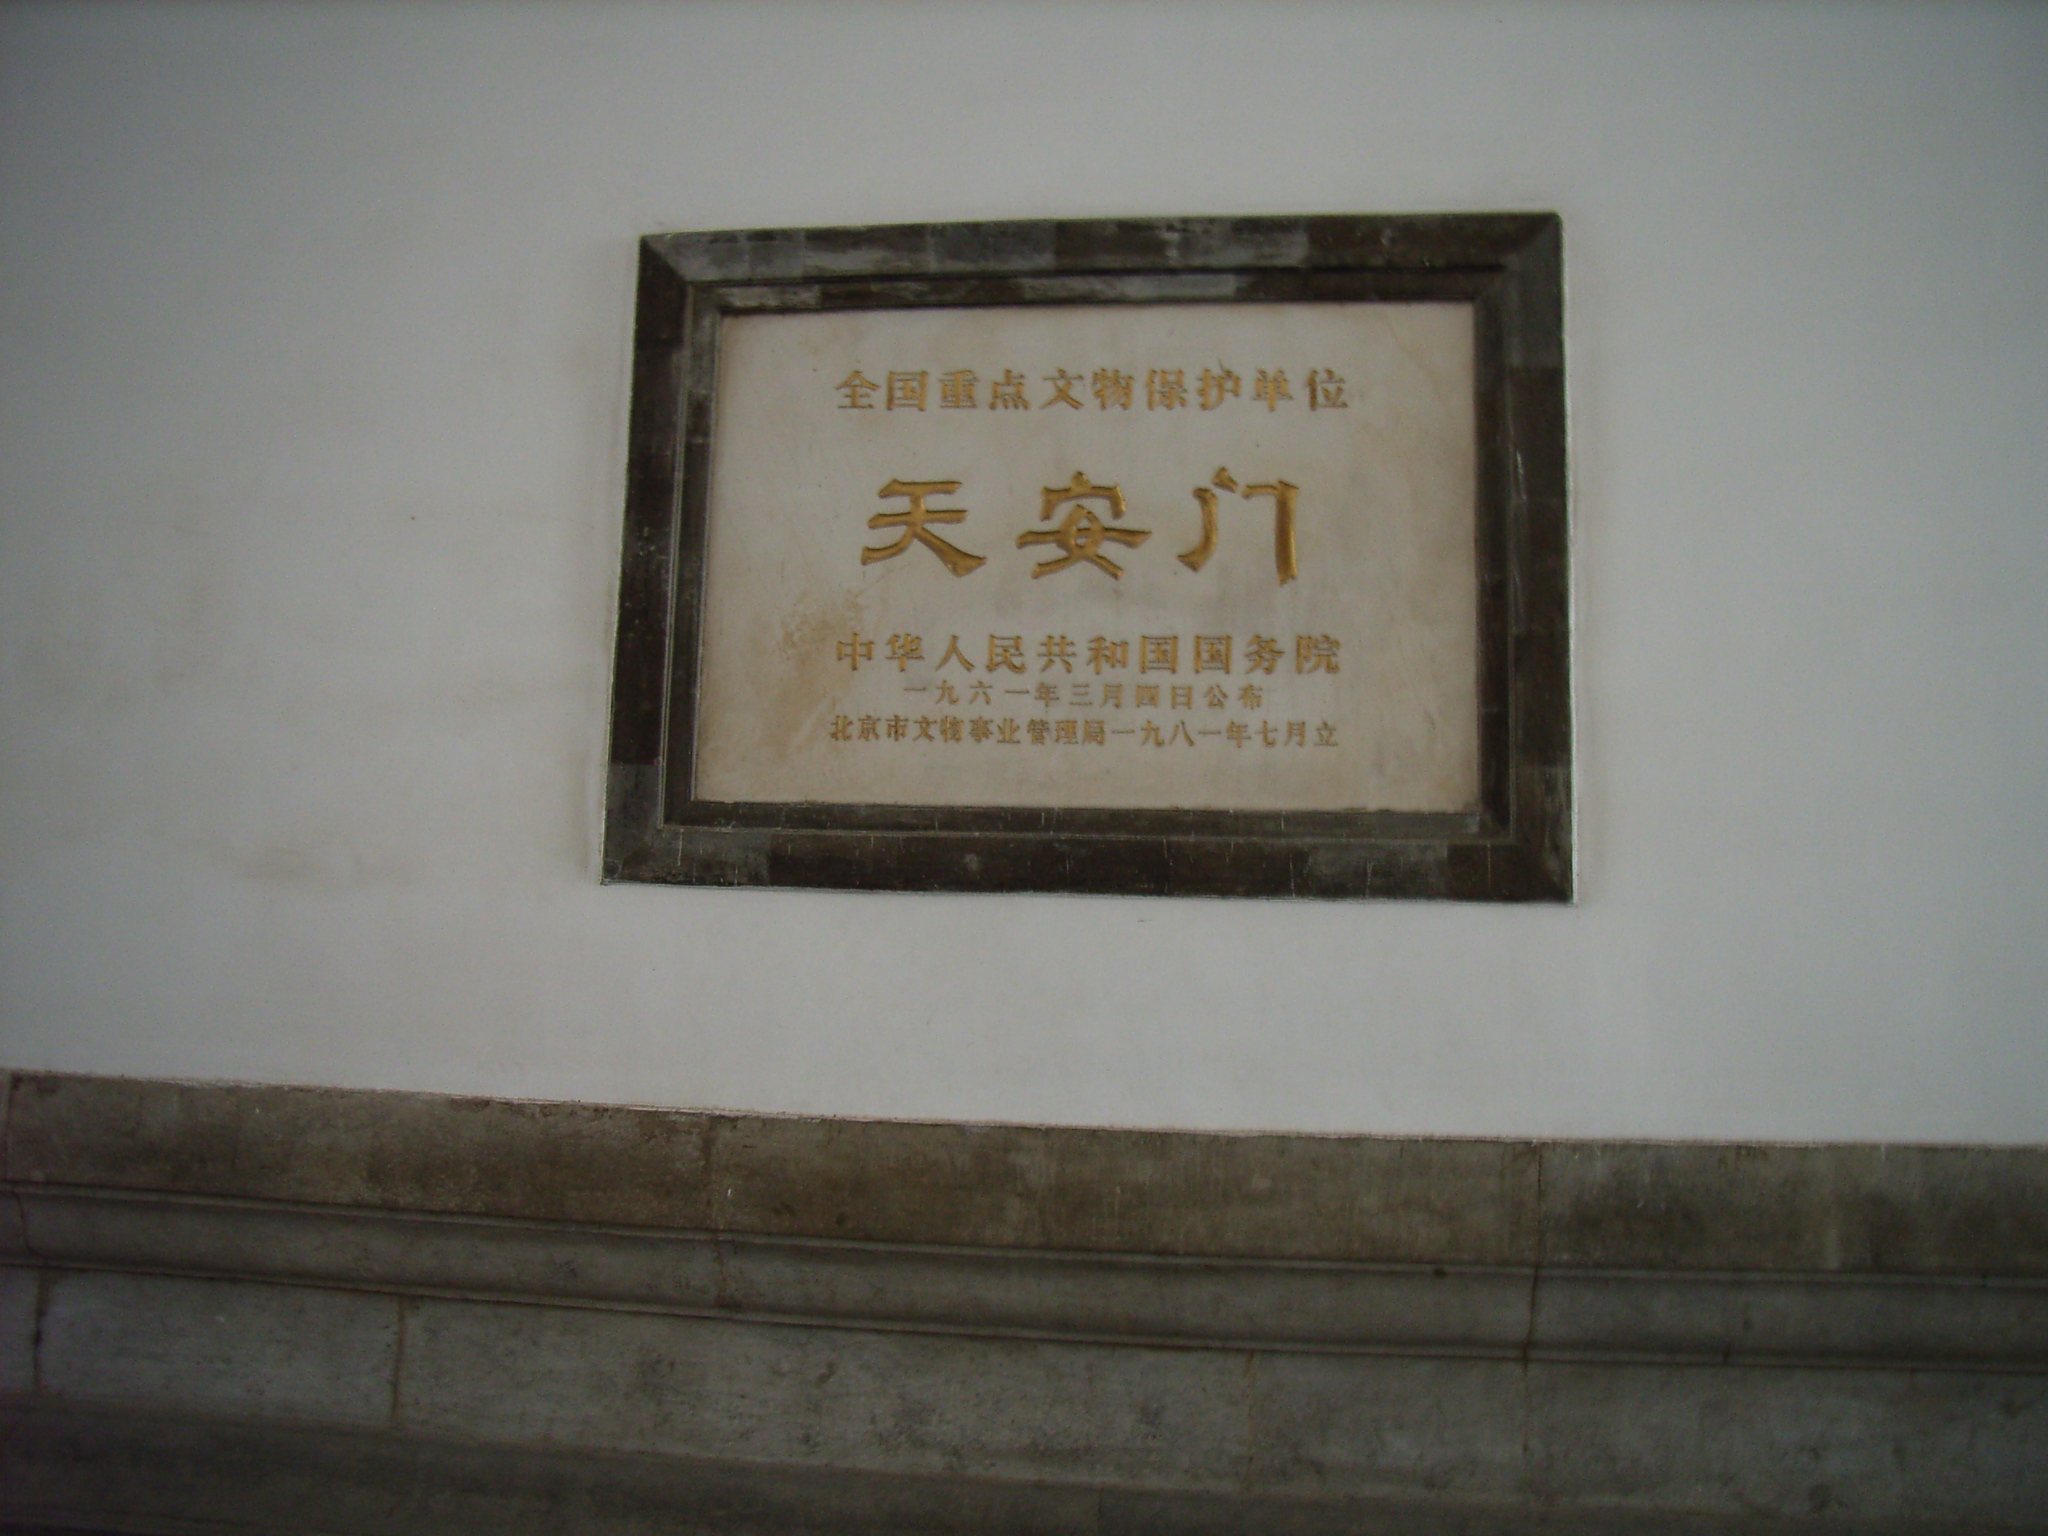 全国重点文物保护单位
天安门
中华人民共和国国务院
一九六一年三月四日公布
北京市文物事业管理局一九八一年七月立